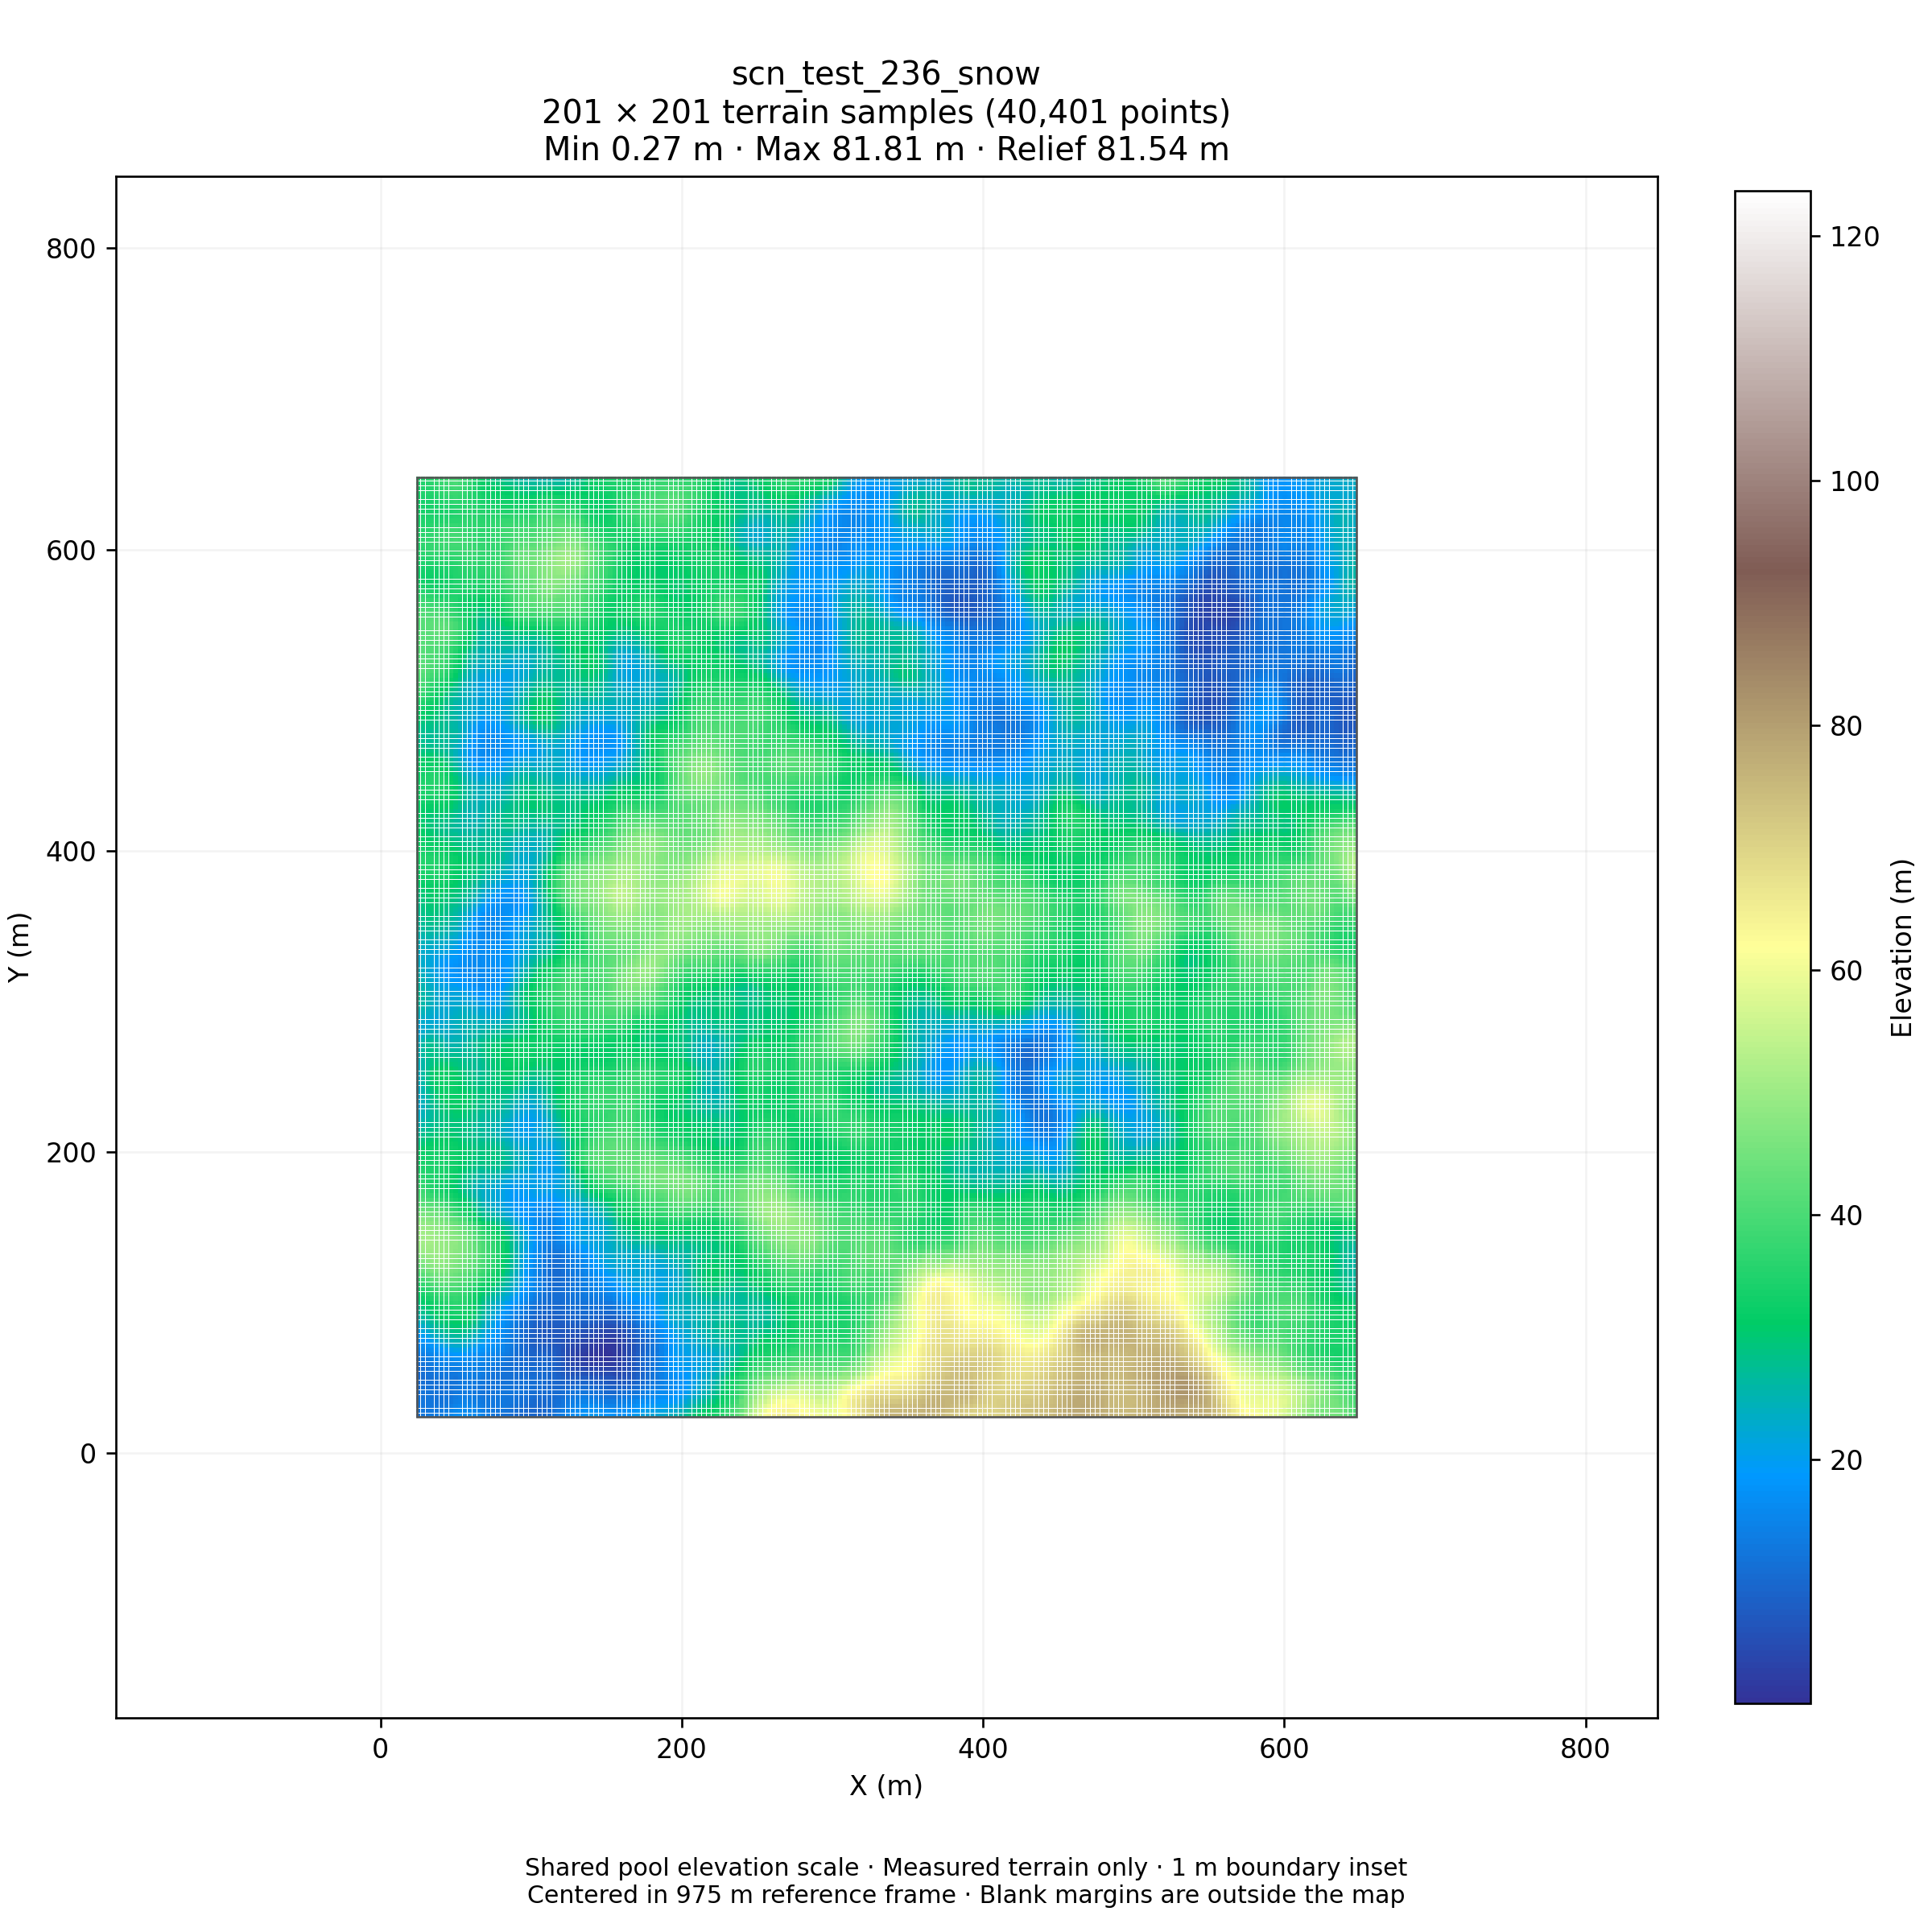 scn_test_236_snow
201 × 201 terrain samples (40,401 points)
Min 0.27 m · Max 81.81 m · Relief 81.54 m
800
600
400
200
0
Y (m)
0
200
400
600
800
X (m)
120
100
80
60
40
20
Elevation (m)
Shared pool elevation scale · Measured terrain only · 1 m boundary inset
Centered in 975 m reference frame · Blank margins are outside the map